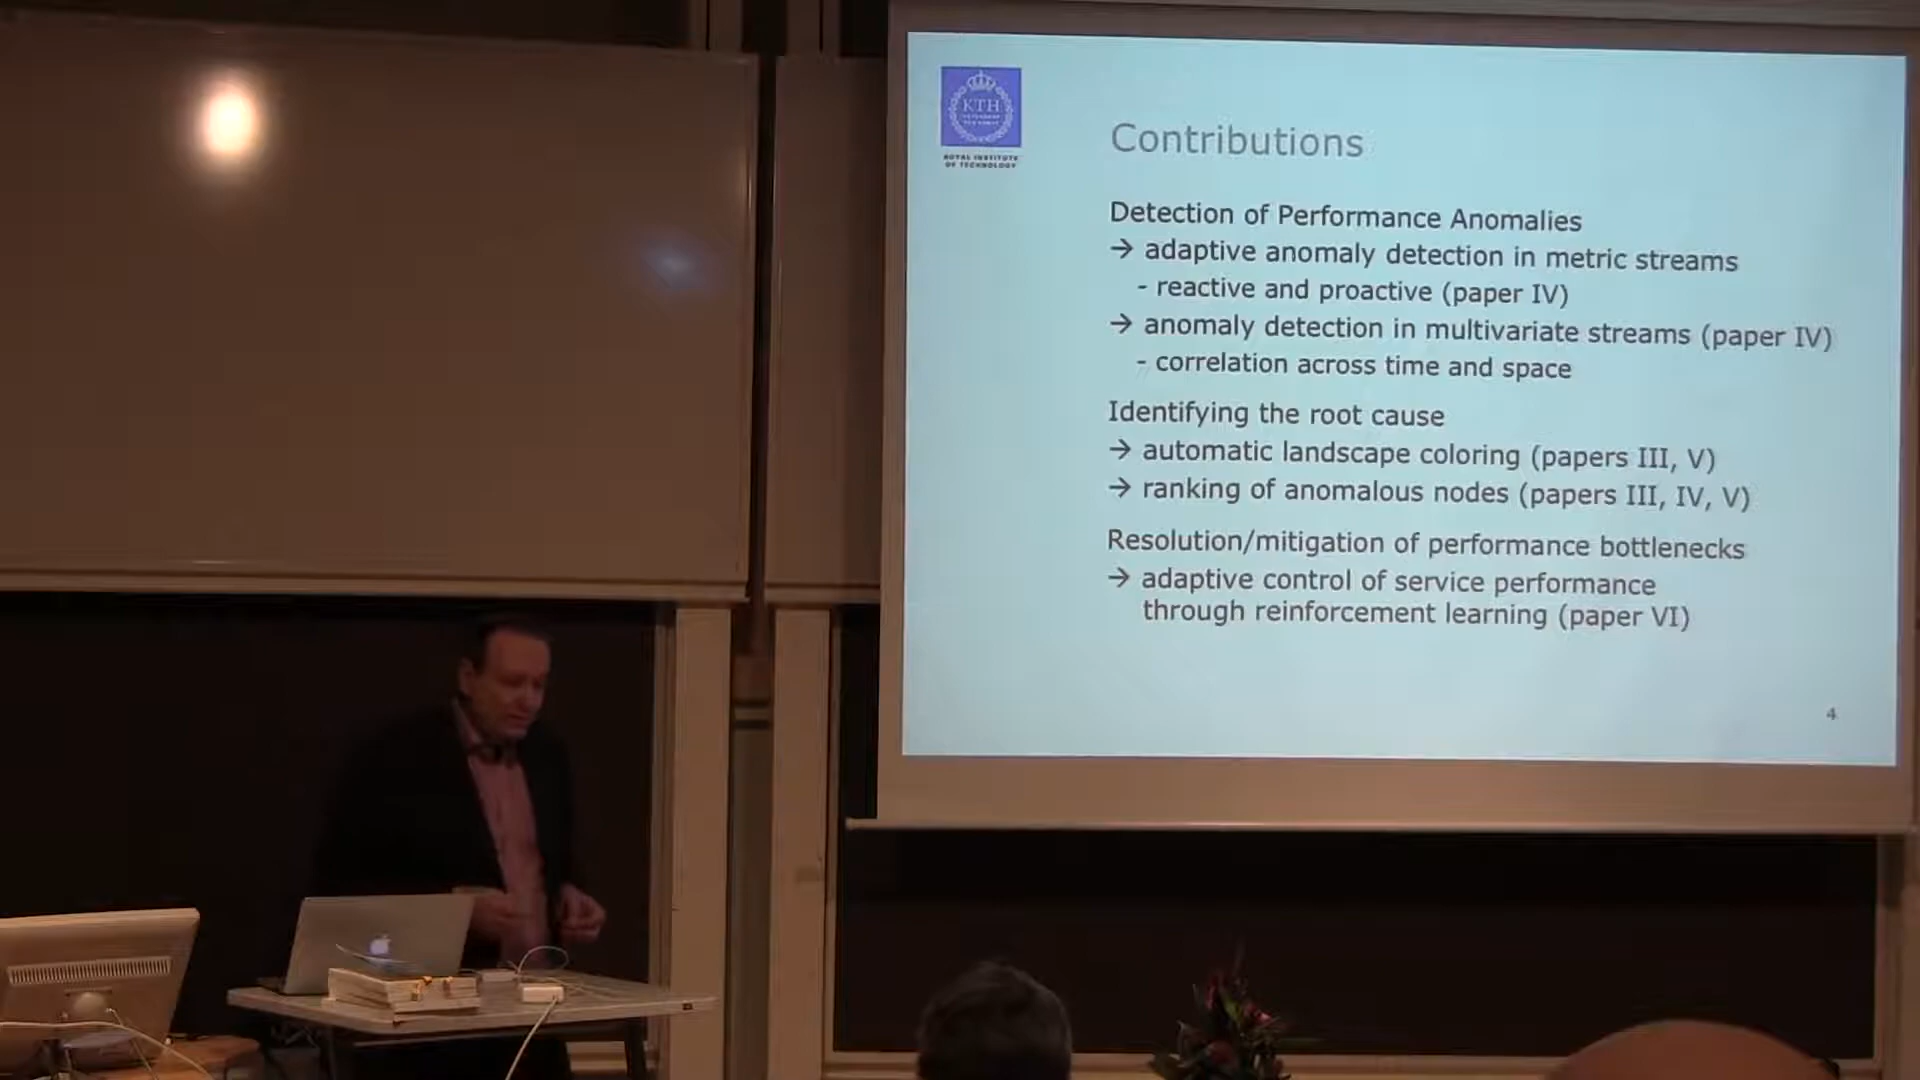 KTH
ROYAL INSTITUTE
OF TECHNOLOGY
Contributions
Detection of Performance Anomalies
→ adaptive anomaly detection in metric streams
- reactive and proactive (paper IV)
→ anomaly detection in multivariate streams (paper IV)
- correlation across time and space
Identifying the root cause
→ automatic landscape coloring (papers III, V)
→ ranking of anomalous nodes (papers III, IV, V)
Resolution/mitigation of performance bottlenecks
→ adaptive control of service performance
through reinforcement learning (paper VI)
4